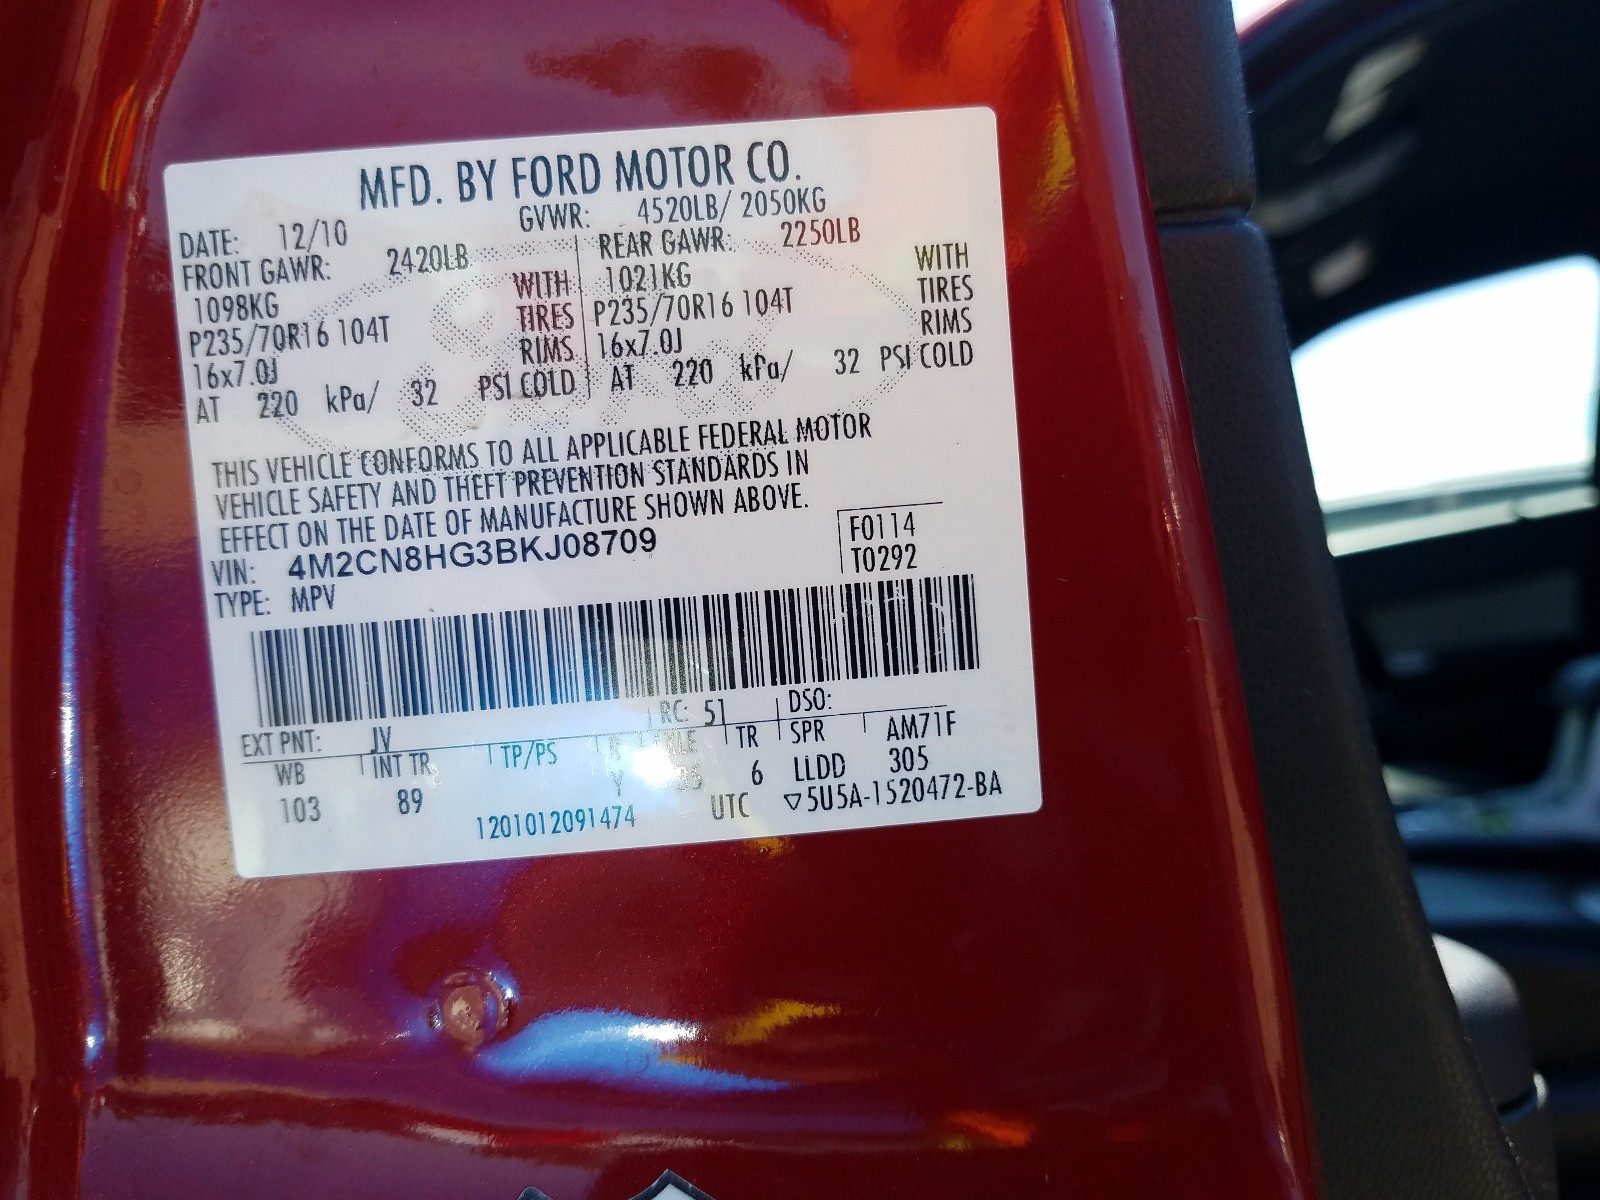 MFD. BY FORD MOTOR CO.
DATE: 12/10 GVWR: 4520LB/ 2050KG
FRONT GAWR: 2420LB REAR GAWR: 2250LB
1098KG WITH 1021KG WITH
P235/70R16 104T TIRES P235/70R16 104T TIRES
16x7.0J RIMS 16x7.0J RIMS
AT 220 kPa/ 32 PSI COLD AT 220 kPa/ 32 PSI COLD
THIS VEHICLE CONFORMS TO ALL APPLICABLE FEDERAL MOTOR
VEHICLE SAFETY AND THEFT PREVENTION STANDARDS IN
EFFECT ON THE DATE OF MANUFACTURE SHOWN ABOVE.
VIN: 4M2CN8HG3BKJ08709 F0114
TYPE: MPV T0292
EXT PNT: JV RC: 51 DSO:
WB INT TR TP/PS R TR SPR AM71F
103 89 Y 6 LLDD 305
1201012091474 UTC ▽5U5A-1520472-BA